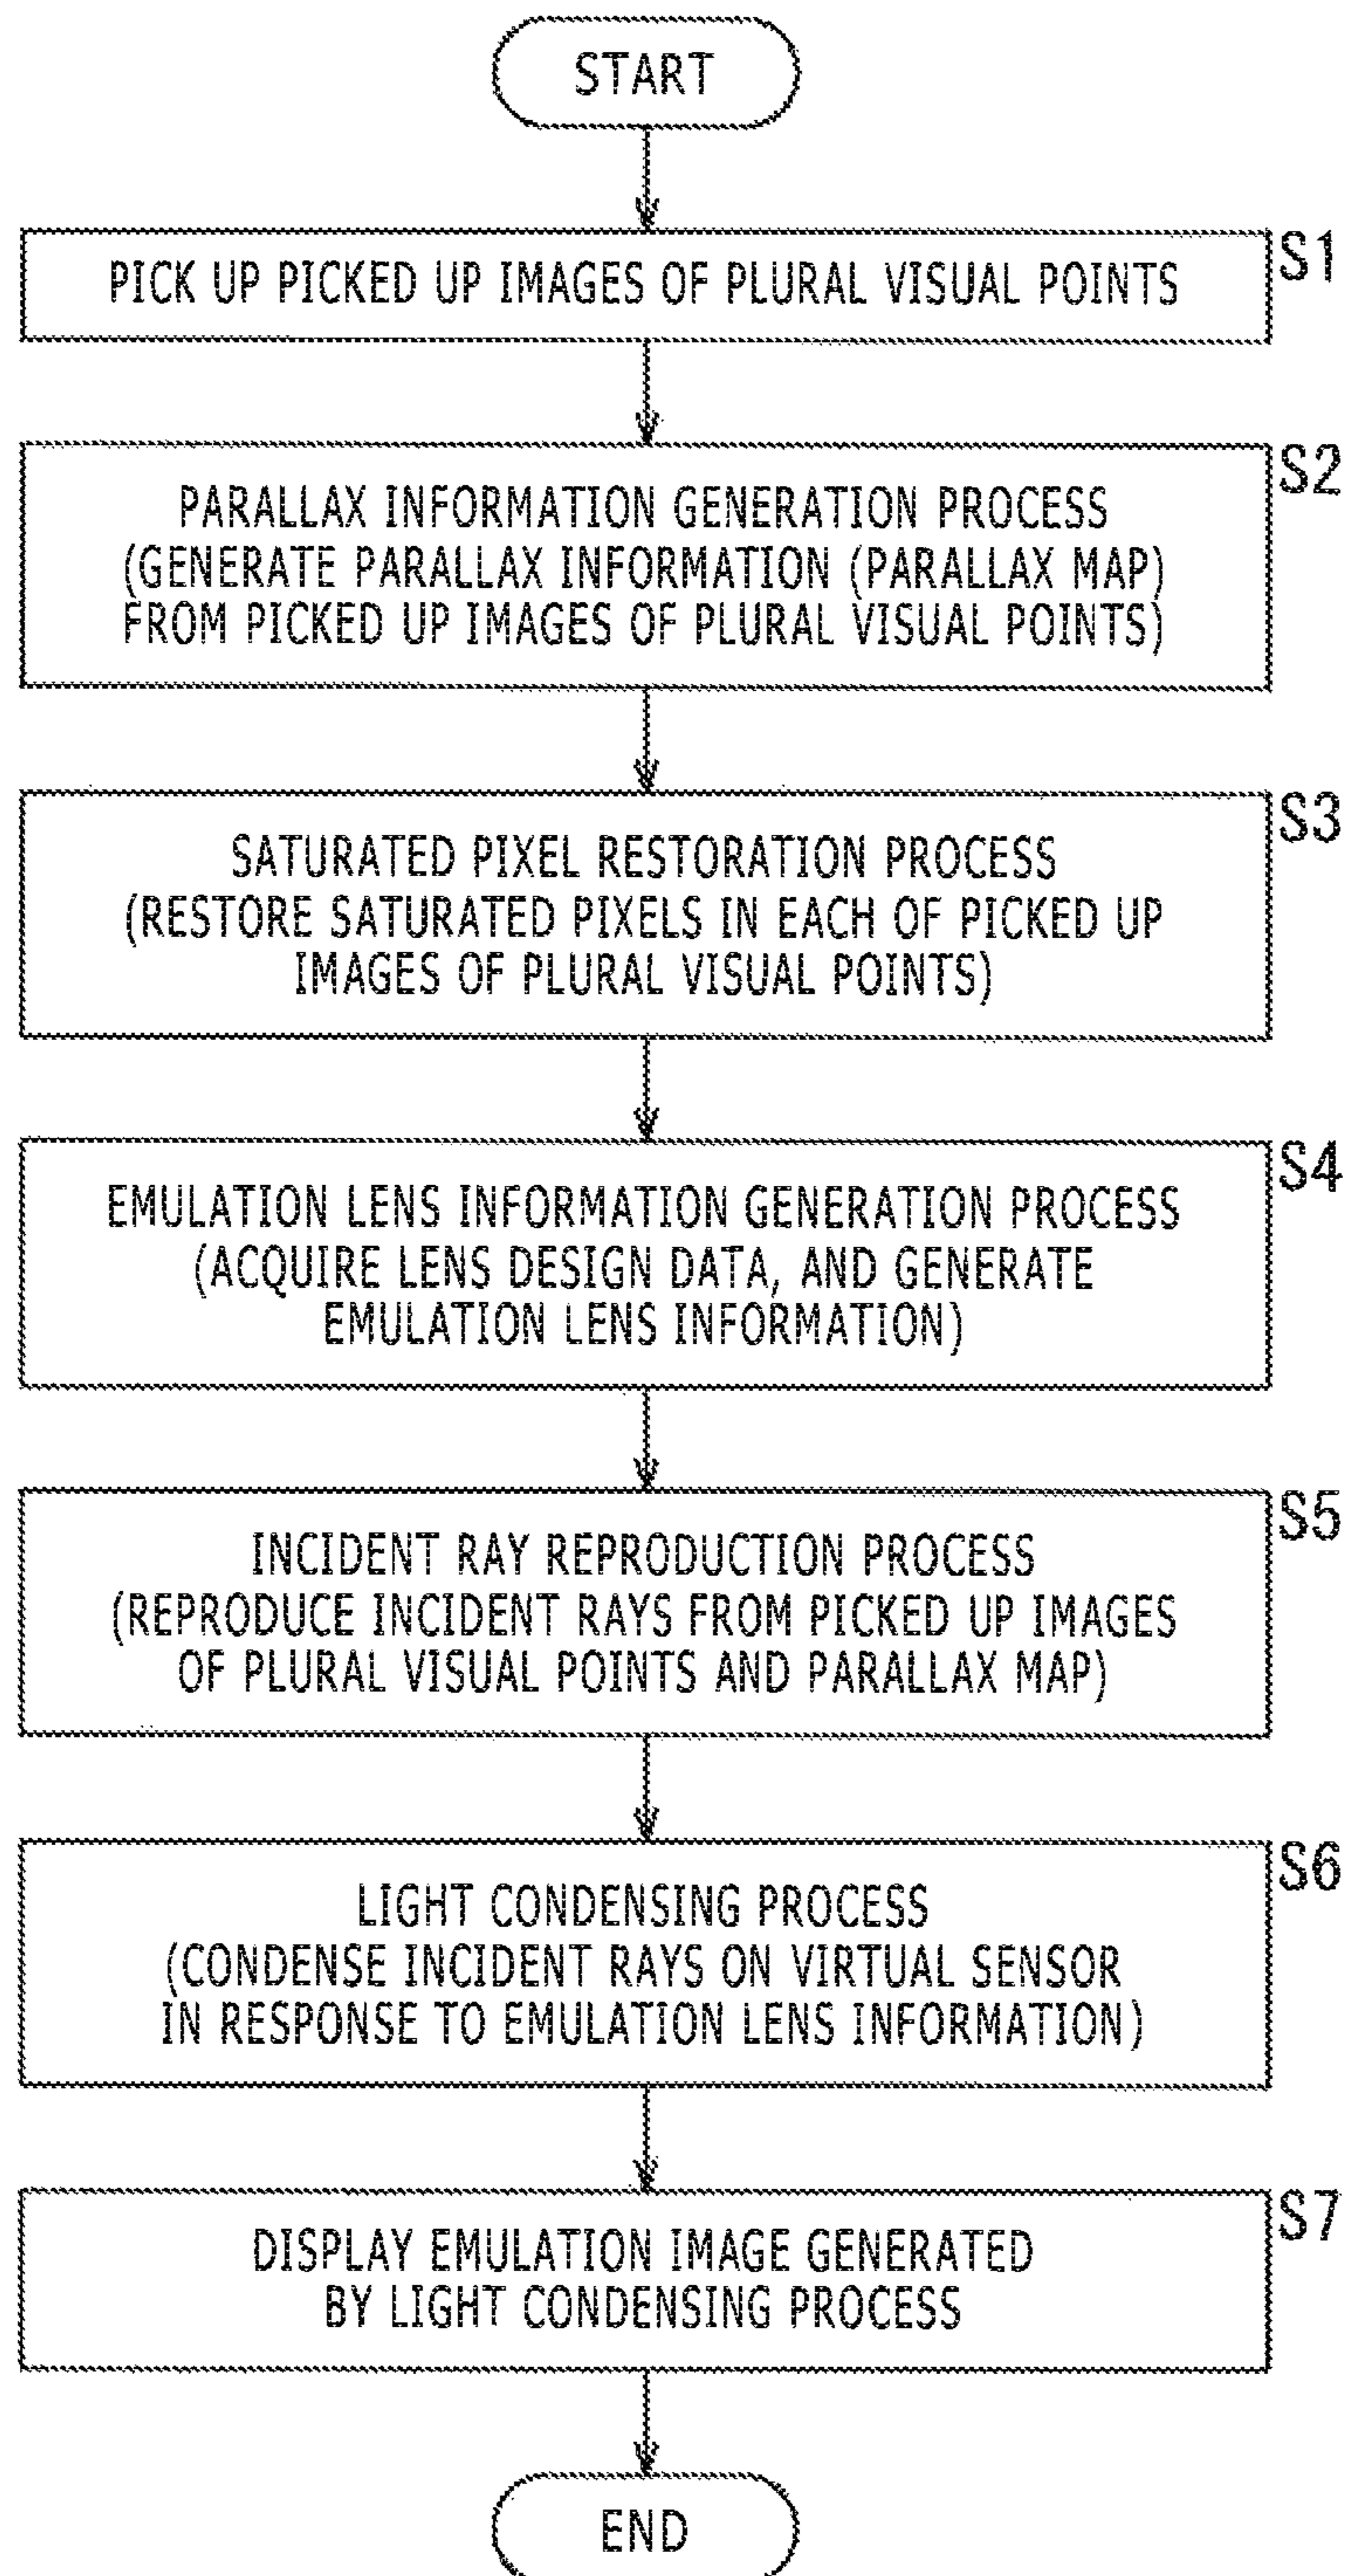 START
PICK UP PICKED UP IMAGES OF PLURAL VISUAL POINTS
S1
S2
PARALLAX INFORMATION GENERATION PROCESS
(GENERATE PARALLAX INFORMATION (PARALLAX MAP)
FROM PICKED UP IMAGES OF PLURAL VISUAL POINTS)
S3
SATURATED PIXEL RESTORATION PROCESS
(RESTORE SATURATED PIXELS IN EACH OF PICKED UP
IMAGES OF PLURAL VISUAL POINTS)
S4
EMULATION LENS INFORMATION GENERATION PROCESS
(ACQUIRE LENS DESIGN DATA, AND GENERATE
EMULATION LENS INFORMATION)
S5
INCIDENT RAY REPRODUCTION PROCESS
(REPRODUCE INCIDENT RAYS FROM PICKED UP IMAGES
OF PLURAL VISUAL POINTS AND PARALLAX MAP)
S6
LIGHT CONDENSING PROCESS
(CONDENSE INCIDENT RAYS ON VIRTUAL SENSOR
IN RESPONSE TO EMULATION LENS INFORMATION)
S7
DISPLAY EMULATION IMAGE GENERATED
BY LIGHT CONDENSING PROCESS
END